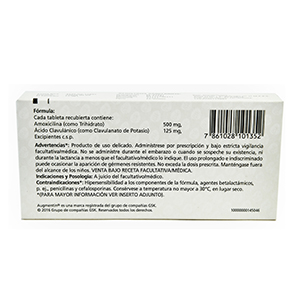 Fórmula:
Cada tableta recubierta contiene:
Amoxicilina (como Trihidrato) 500 mg,
Ácido Clavulánico (como Clavulanato de Potasio) 125 mg,
Excipientes c.s.p.
Advertencias*: Producto de uso delicado. Adminístrese por prescripción y bajo estricta vigilancia
facultativa/médica. No se administre durante el embarazo o cuando se sospeche su existencia, ni
durante la lactancia a menos que el facultativo/médico lo indique. El uso prolongado e indiscriminado
puede ocasionar la aparición de gérmenes resistentes. No se exceda la dosis prescrita. Manténgase fuera
del alcance de los niños. VENTA BAJO RECETA FACULTATIVA/MÉDICA.
Indicaciones y Posología: A juicio del facultativo/médico.
Contraindicaciones*: Hipersensibilidad a los componentes de la fórmula, agentes betalactámicos,
p. ej., penicilinas y cefalosporinas. Consérvese a temperatura no mayor a 30°C, en lugar seco.
*(PARA MAYOR INFORMACIÓN VER INSERTO ADJUNTO).
Augmentin® es una marca registrada del grupo de compañías GSK.
© 2016 Grupo de compañías GSK. Reservados todos los derechos.
7 861028 101352